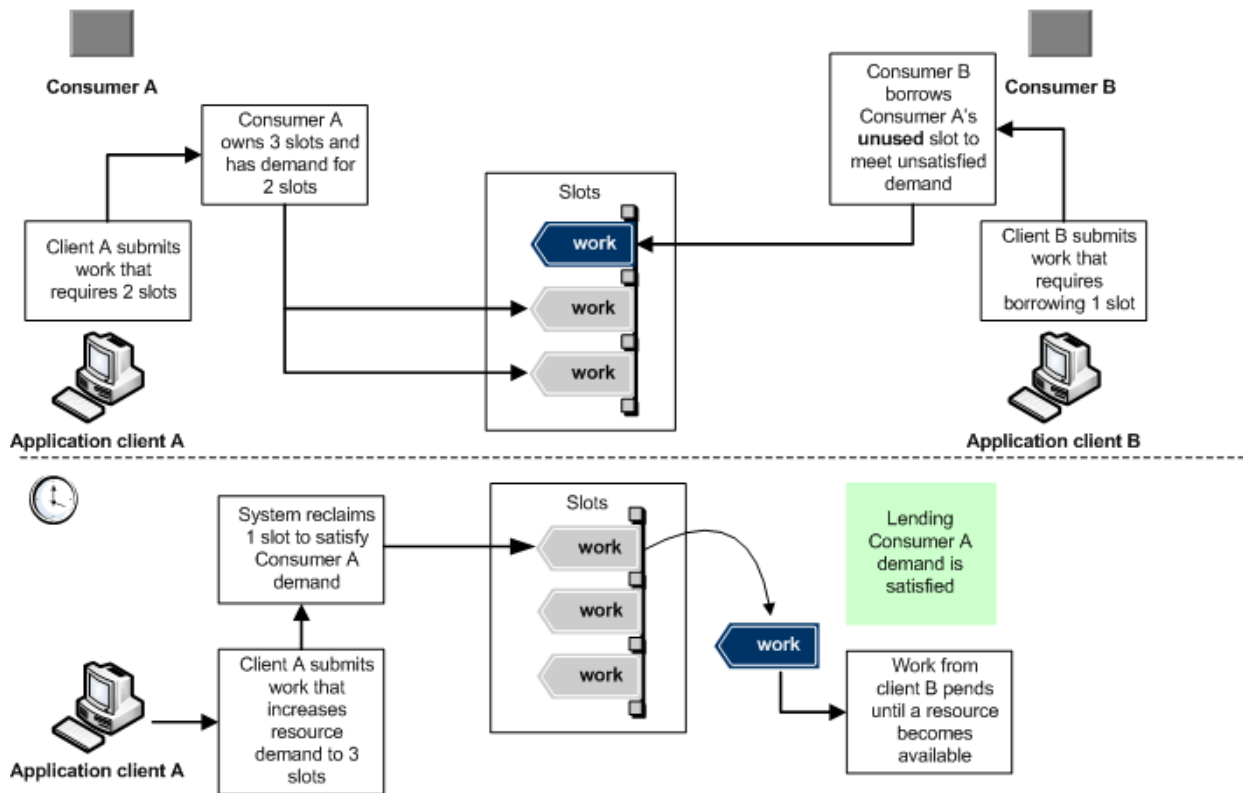 Consumer A
Consumer B
Consumer A
owns 3 slots and
has demand for
2 slots
Consumer B
borrows
Consumer A's
unused slot to
meet unsatisfied
demand
Client A submits
work that
requires 2 slots
Slots
work
work
work
Client B submits
work that
requires
borrowing 1 slot
Application client A
Application client B
System reclaims
1 slot to satisfy
Consumer A
demand
Slots
work
work
work
Lending
Consumer A
demand is
satisfied
Client A submits
work that
increases
resource
demand to 3
slots
work
Work from
client B pends
until a resource
becomes
available
Application client A